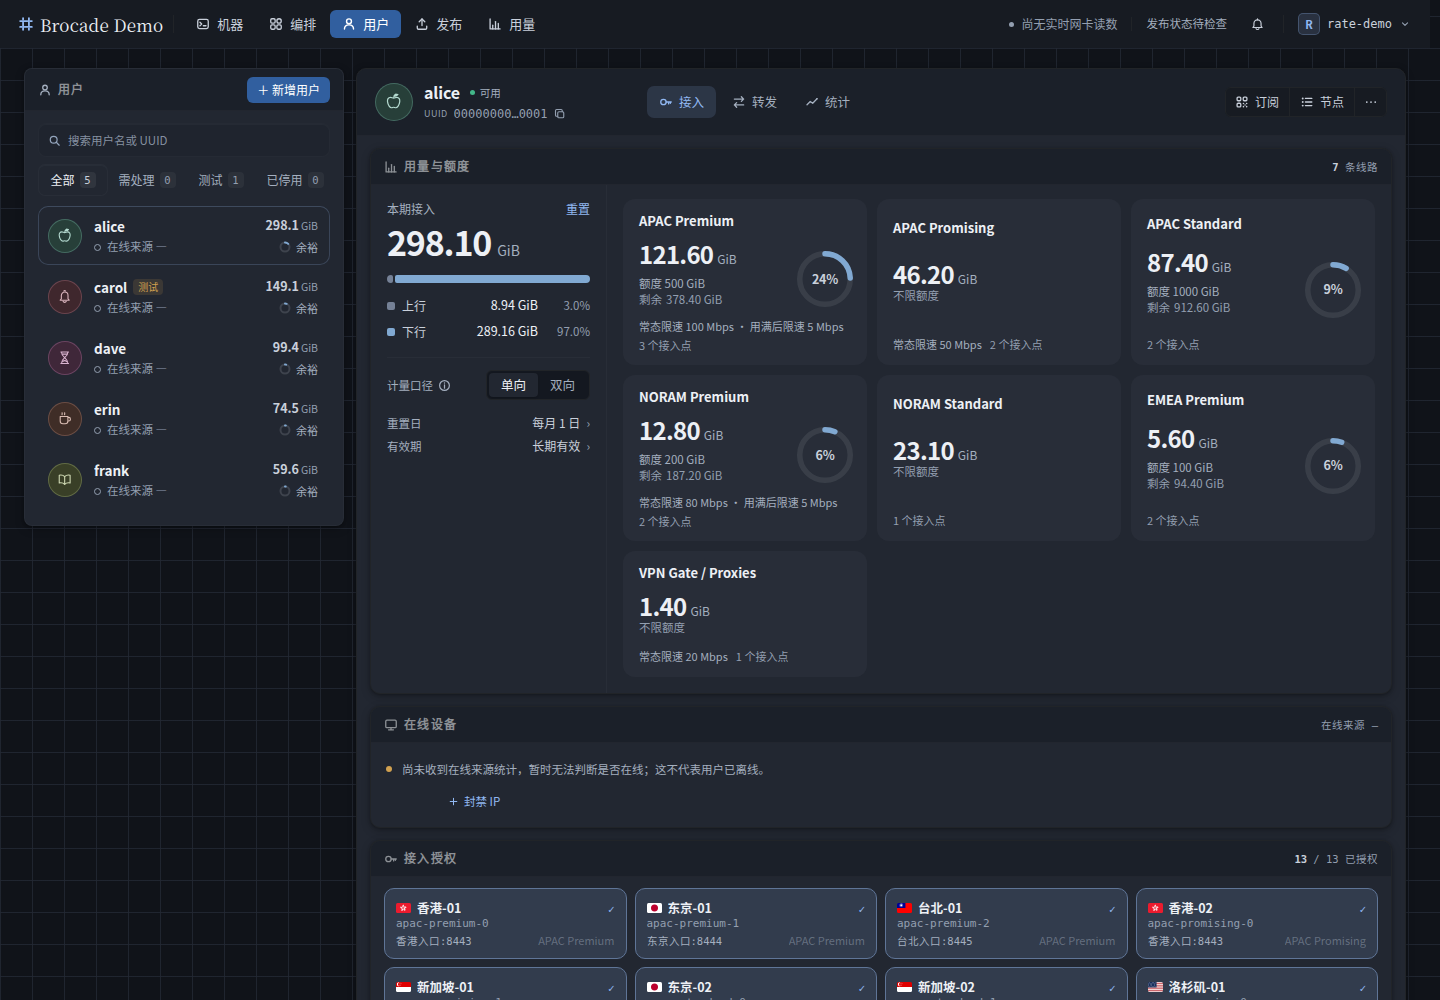 Brocade Demo
机器
编排
用户
发布
用量
尚无实时网卡读数
发布状态待检查
R
rate-demo
用户
新增用户
搜索用户名或 UUID
全部 5
需处理 0
测试 1
已停用 0
alice
298.1 GiB
在线来源 —
余裕
carol 测试
149.1 GiB
在线来源 —
余裕
dave
99.4 GiB
在线来源 —
余裕
erin
74.5 GiB
在线来源 —
余裕
frank
59.6 GiB
在线来源 —
余裕
alice
可用
UUID 00000000…0001
接入
转发
统计
订阅
节点
⋯
用量与额度
7 条线路
本期接入
重置
298.10 GiB
上行 8.94 GiB 3.0%
下行 289.16 GiB 97.0%
计量口径
单向
双向
重置日
每月 1 日 ›
有效期
长期有效 ›
APAC Premium
121.60 GiB
额度 500 GiB
剩余 378.40 GiB
24%
常态限速 100 Mbps · 用满后限速 5 Mbps
3 个接入点
APAC Promising
46.20 GiB
不限额度
常态限速 50 Mbps 2 个接入点
APAC Standard
87.40 GiB
额度 1000 GiB
剩余 912.60 GiB
9%
2 个接入点
NORAM Premium
12.80 GiB
额度 200 GiB
剩余 187.20 GiB
6%
常态限速 80 Mbps · 用满后限速 5 Mbps
2 个接入点
NORAM Standard
23.10 GiB
不限额度
1 个接入点
EMEA Premium
5.60 GiB
额度 100 GiB
剩余 94.40 GiB
6%
2 个接入点
VPN Gate / Proxies
1.40 GiB
不限额度
常态限速 20 Mbps 1 个接入点
在线设备
在线来源 —
尚未收到在线来源统计，暂时无法判断是否在线；这不代表用户已离线。
+ 封禁 IP
接入授权
13 / 13 已授权
香港-01 ✓
apac-premium-0
香港入口:8443 APAC Premium
东京-01 ✓
apac-premium-1
东京入口:8444 APAC Premium
台北-01 ✓
apac-premium-2
台北入口:8445 APAC Premium
香港-02 ✓
apac-promising-0
香港入口:8443 APAC Promising
新加坡-01 ✓
东京-02 ✓
新加坡-02 ✓
洛杉矶-01 ✓